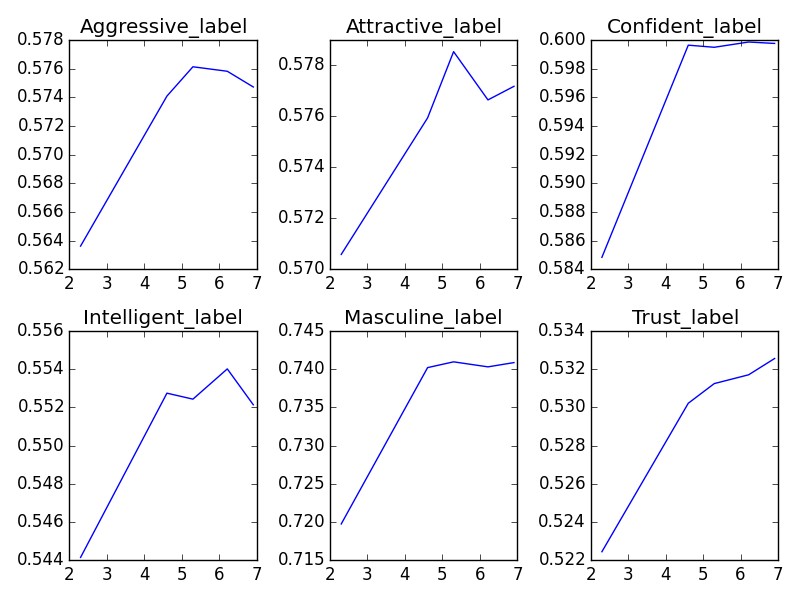 Aggressive_label Attractive_label Confident_label
0.578 0.578 0.600
0.576 0.576 0.598
0.574 0.574 0.596
0.572 0.572 0.594
0.570 0.570 0.592
0.568 0.590
0.566 0.588
0.564 0.586
0.562 0.584
2 3 4 5 6 7 2 3 4 5 6 7 2 3 4 5 6 7
Intelligent_label Masculine_label Trust_label
0.556 0.745 0.534
0.554 0.740 0.532
0.552 0.735 0.530
0.550 0.730 0.528
0.548 0.725 0.526
0.546 0.720 0.524
0.544 0.715 0.522
2 3 4 5 6 7 2 3 4 5 6 7 2 3 4 5 6 7